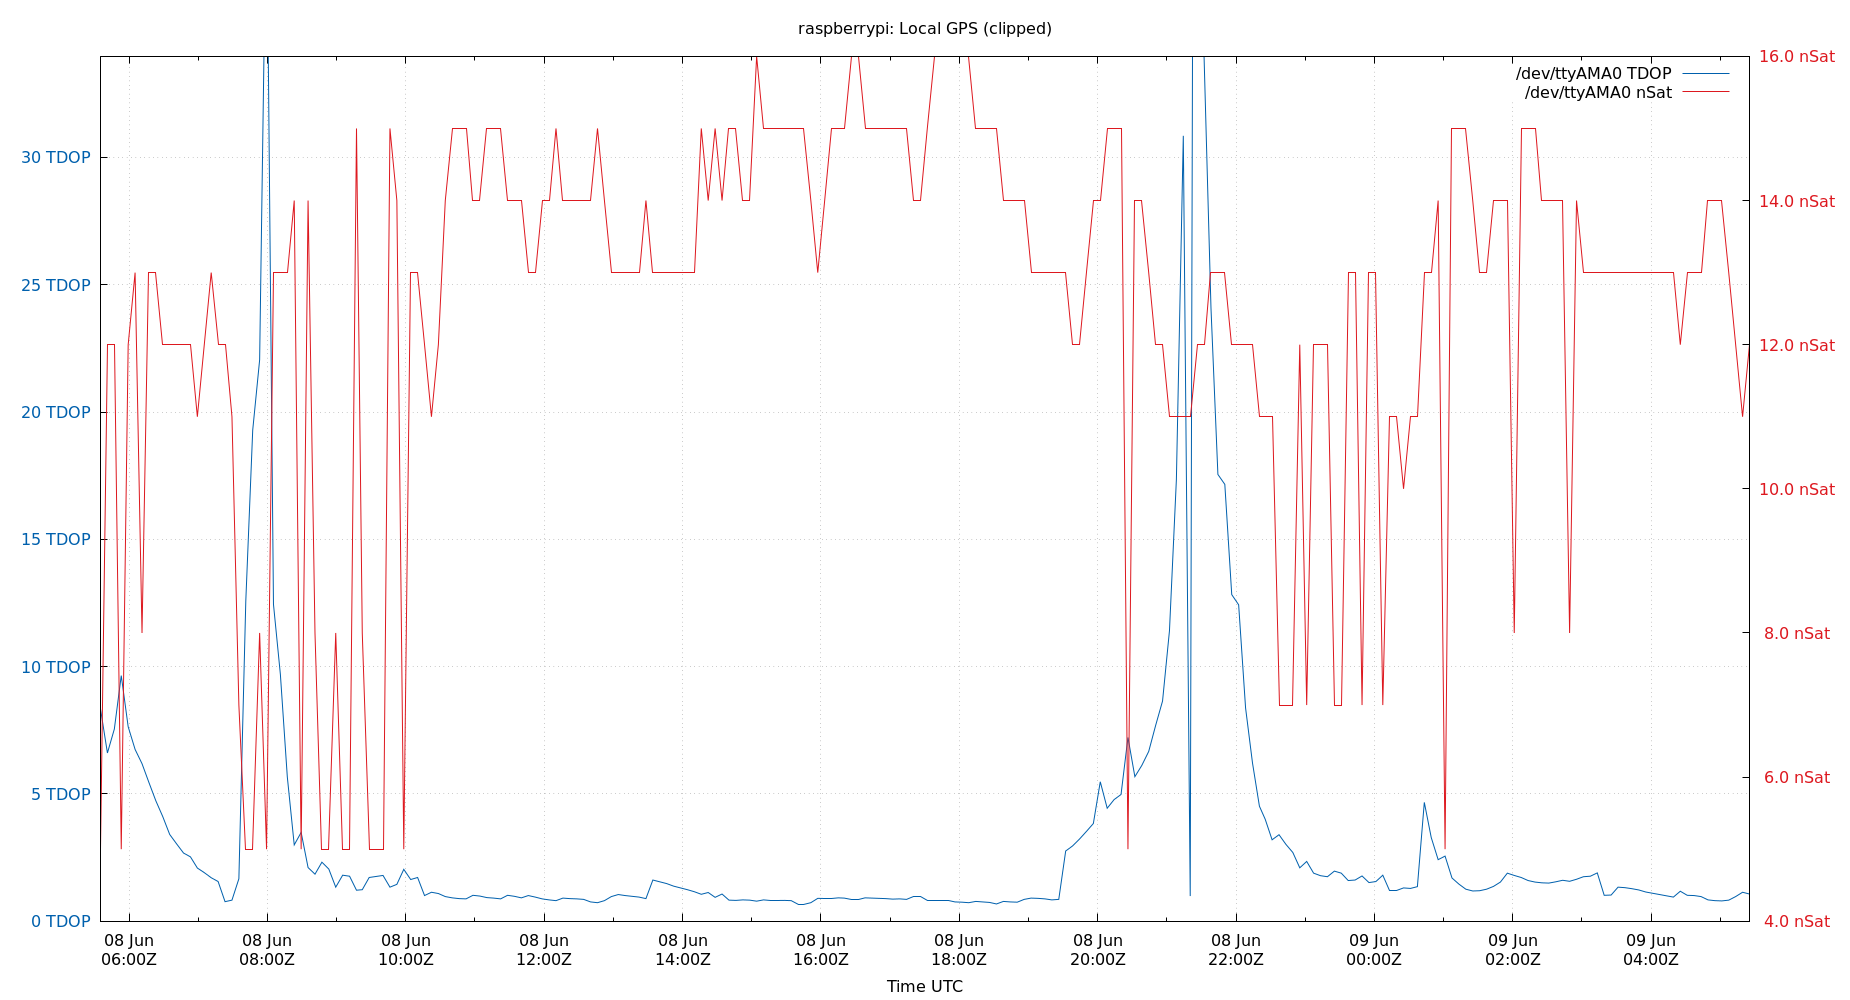 raspberrypi: Local GPS (clipped)
/dev/ttyAMA0 TDOP
/dev/ttyAMA0 nSat
30 TDOP
25 TDOP
20 TDOP
15 TDOP
10 TDOP
5 TDOP
0 TDOP
16.0 nSat
14.0 nSat
12.0 nSat
10.0 nSat
8.0 nSat
6.0 nSat
4.0 nSat
08 Jun
06:00Z
08 Jun
08:00Z
08 Jun
10:00Z
08 Jun
12:00Z
08 Jun
14:00Z
08 Jun
16:00Z
08 Jun
18:00Z
08 Jun
20:00Z
08 Jun
22:00Z
09 Jun
00:00Z
09 Jun
02:00Z
09 Jun
04:00Z
Time UTC